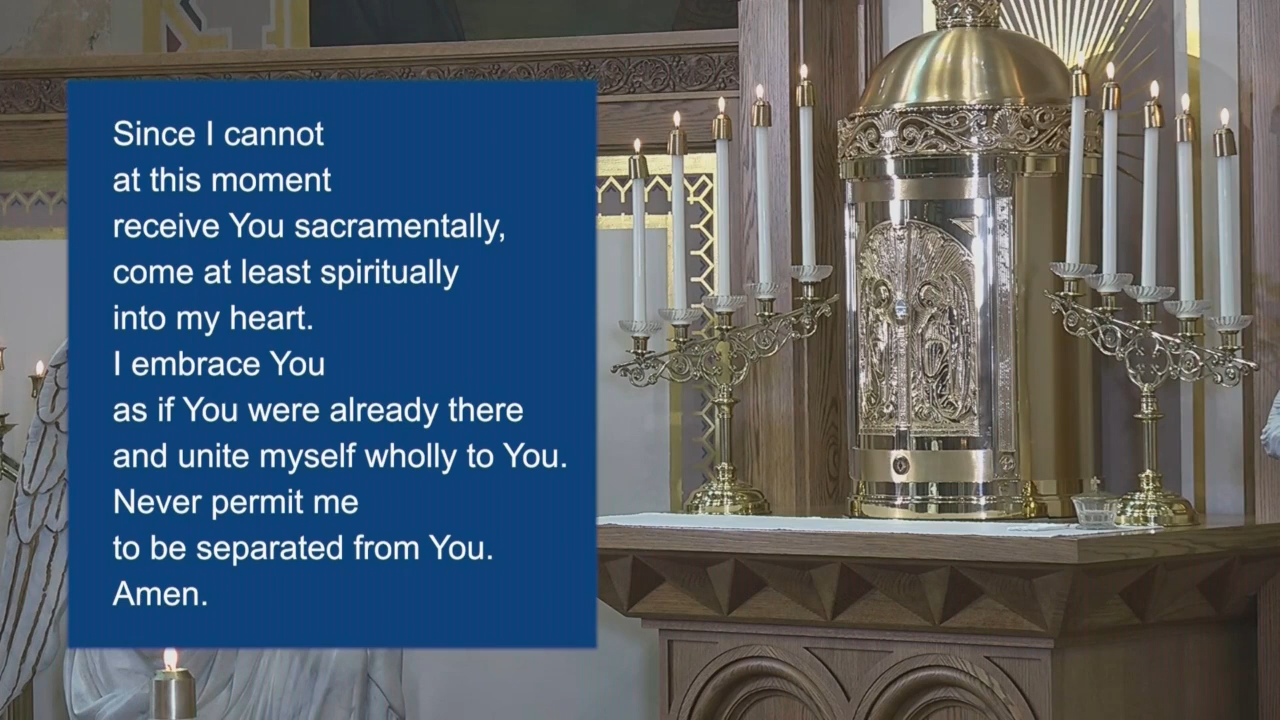 Since I cannot
at this moment
receive You sacramentally,
come at least spiritually
into my heart.
I embrace You
as if You were already there
and unite myself wholly to You.
Never permit me
to be separated from You.
Amen.